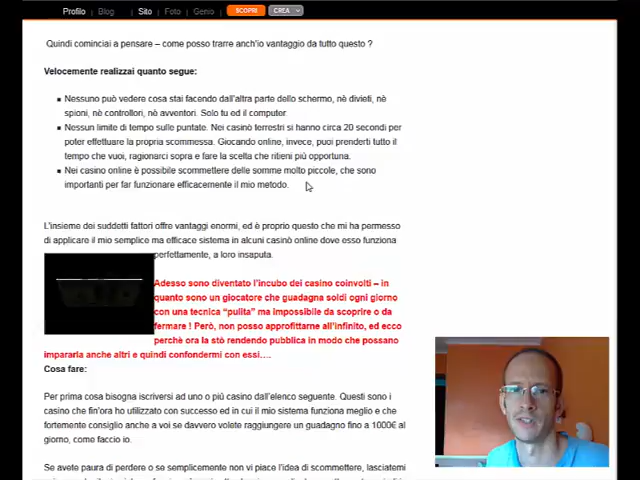 Profilo | Blog | Sito | Foto | Genio | SCOPRI CREA
Quindi cominciai a pensare – come posso trarre anch'io vantaggio da tutto questo ?
Velocemente realizzai quanto segue:
Nessuno può vedere cosa stai facendo dall'altra parte dello schermo, nè divieti, nè
spioni, nè controllori, nè avventori. Solo tu ed il computer.
Nessun limite di tempo sulle puntate. Nei casinò terrestri si hanno circa 20 secondi per
poter effettuare la propria scommessa. Giocando online, invece, puoi prenderti tutto il
tempo che vuoi, ragionarci sopra e fare la scelta che ritieni più opportuna.
Nei casino online è possibile scommettere delle somme molto piccole, che sono
importanti per far funzionare efficacemente il mio metodo.
L'insieme dei suddetti fattori offre vantaggi enormi, ed è proprio questo che mi ha permesso
di applicare il mio semplice ma efficace sistema in alcuni casinò online dove esso funziona
perfettamente, a loro insaputa.
Adesso sono diventato l'incubo dei casino coinvolti – in
quanto sono un giocatore che guadagna soldi ogni giorno
con una tecnica "pulita" ma impossibile da scoprire o da
fermare ! Però, non posso approfittarne all'infinito, ed ecco
perchè ora la stò rendendo pubblica in modo che possano
impararla anche altri e quindi confondermi con essi....
Cosa fare:
Per prima cosa bisogna iscriversi ad uno o più casino dall'elenco seguente. Questi sono i
casino che fin'ora ho utilizzato con successo ed in cui il mio sistema funziona meglio e che
fortemente consiglio anche a voi se davvero volete raggiungere un guadagno fino a 1000€ al
giorno, come faccio io.
Se avete paura di perdere o se semplicemente non vi piace l'idea di scommettere, lasciatemi